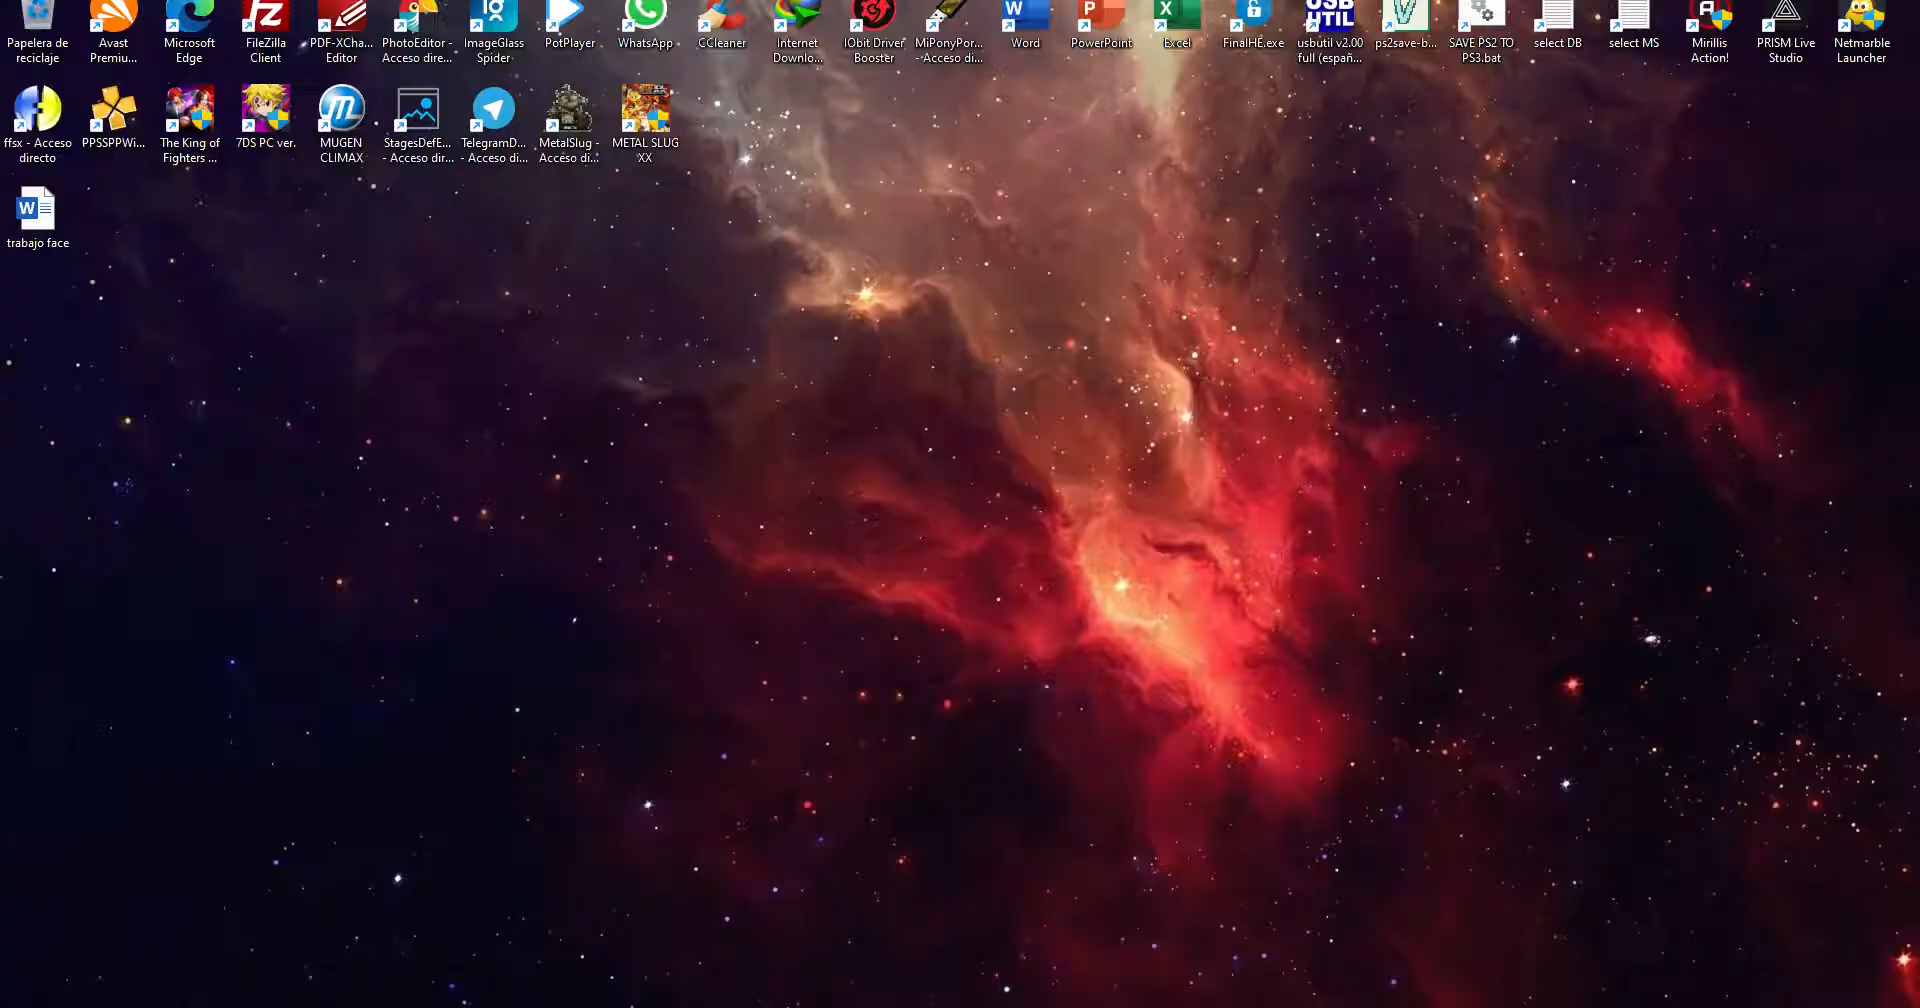 Papelera de reciclaje
Avast Premiu...
Microsoft Edge
FileZilla Client
PDF-XCha... Editor
PhotoEditor - Acceso dire...
ImageGlass Spider
PotPlayer
WhatsApp
CCleaner
Internet Downlo...
IObit Driver Booster
MiPonyPor... - Acceso di...
Word
PowerPoint
Excel
FinalHE.exe
usbutil v2.00 full (españ...
ps2save-b...
SAVE PS2 TO PS3.bat
select DB
select MS
Mirillis Action!
PRISM Live Studio
Netmarble Launcher
ffsx - Acceso directo
PPSSPPWi...
The King of Fighters ...
7DS PC ver.
MUGEN CLIMAX
StagesDefE... - Acceso dir...
TelegramD... - Acceso di...
MetalSlug - Acceso di...
METAL SLUG XX
trabajo face